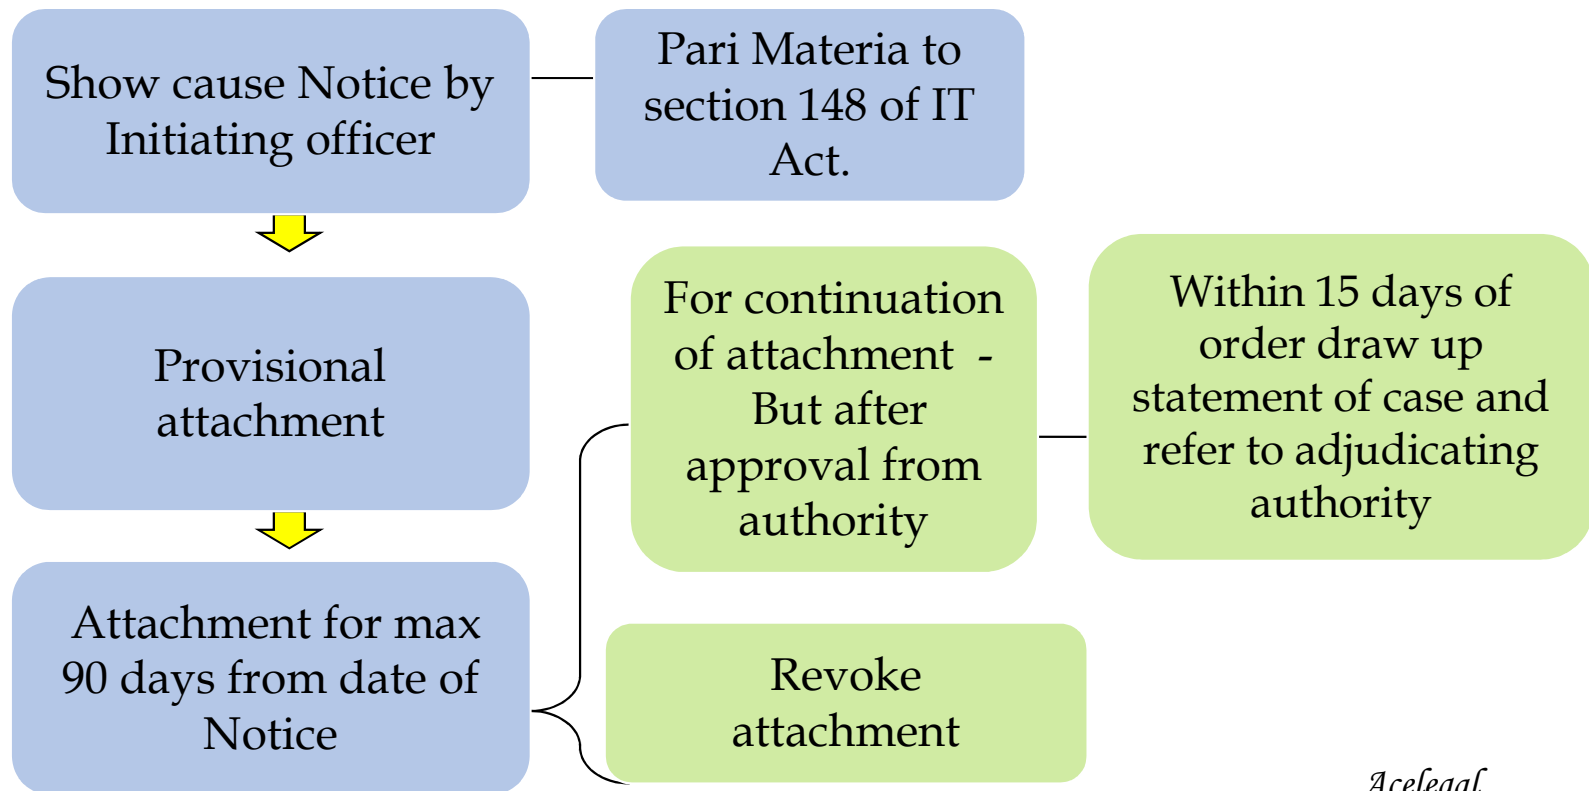 Show cause Notice by
Initiating officer
Pari Materia to
section 148 of IT
Act.
Provisional
attachment
For continuation
of attachment -
But after
approval from
authority
Within 15 days of
order draw up
statement of case and
refer to adjudicating
authority
Attachment for max
90 days from date of
Notice
Revoke
attachment
Acelegal